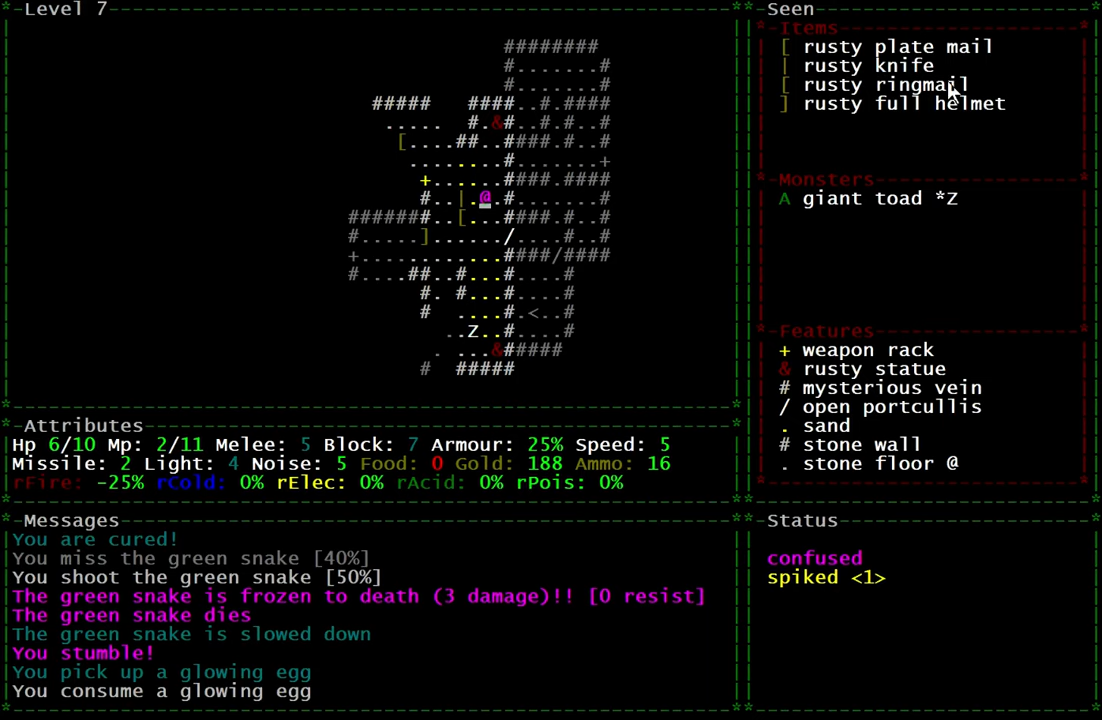 Level 7
Seen
Items
[ rusty plate mail
| rusty knife
[ rusty ringmail
] rusty full helmet
Monsters
A giant toad *Z
Features
+ weapon rack
& rusty statue
# mysterious vein
/ open portcullis
. sand
# stone wall
. stone floor @
########
#.......#
#.......#
##### ####..#.####
..... #.&#..#.#..#
[....##..####.#..#
........#.......+
+......####.####
#..|.@.#.......#
#######..[...####.#..#
#.....]....../....#..#
+.............####/####
#....##..#...#....#
#. #...#....#
# ....#.<..#
..Z..#....#
. ...&#####
# #####
Attributes
Hp 6/10 Mp: 2/11 Melee: 5 Block: 7 Armour: 25% Speed: 5
Missile: 2 Light: 4 Noise: 5 Food: 0 Gold: 188 Ammo: 16
rFire: -25% rCold: 0% rElec: 0% rAcid: 0% rPois: 0%
Messages
You are cured!
You miss the green snake [40%]
You shoot the green snake [50%]
The green snake is frozen to death (3 damage)!! [0 resist]
The green snake dies
The green snake is slowed down
You stumble!
You pick up a glowing egg
You consume a glowing egg
Status
confused
spiked <1>